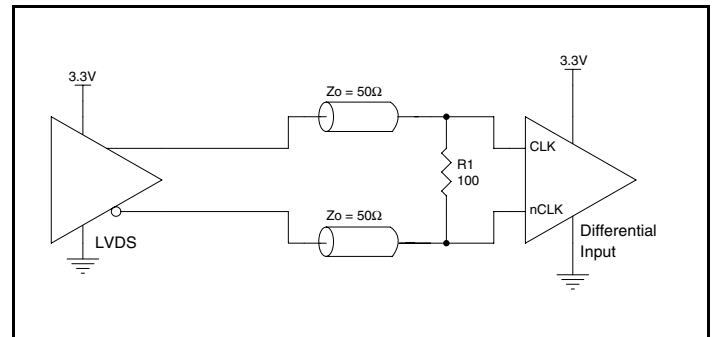 3.3V
3.3V
Zo = 50Ω
CLK
R1
100
Zo = 50Ω
nCLK
LVDS
Differential
Input